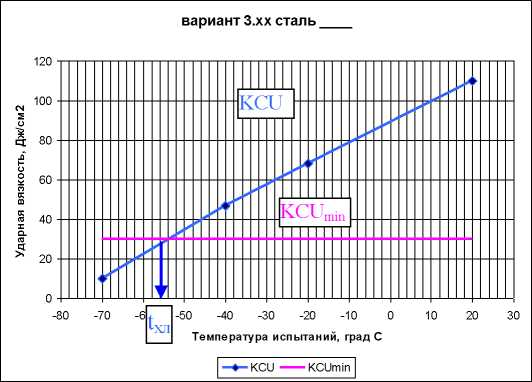 вариант 3.xx сталь ____
Ударная вязкость, Дж/см2
120
100
80
60
40
20
0
KCU
KCUmin
-80 -70 -60 -50 -40 -30 -20 -10 0 10 20 30
tХЛ
Температура испытаний, град С
KCU KCUmin